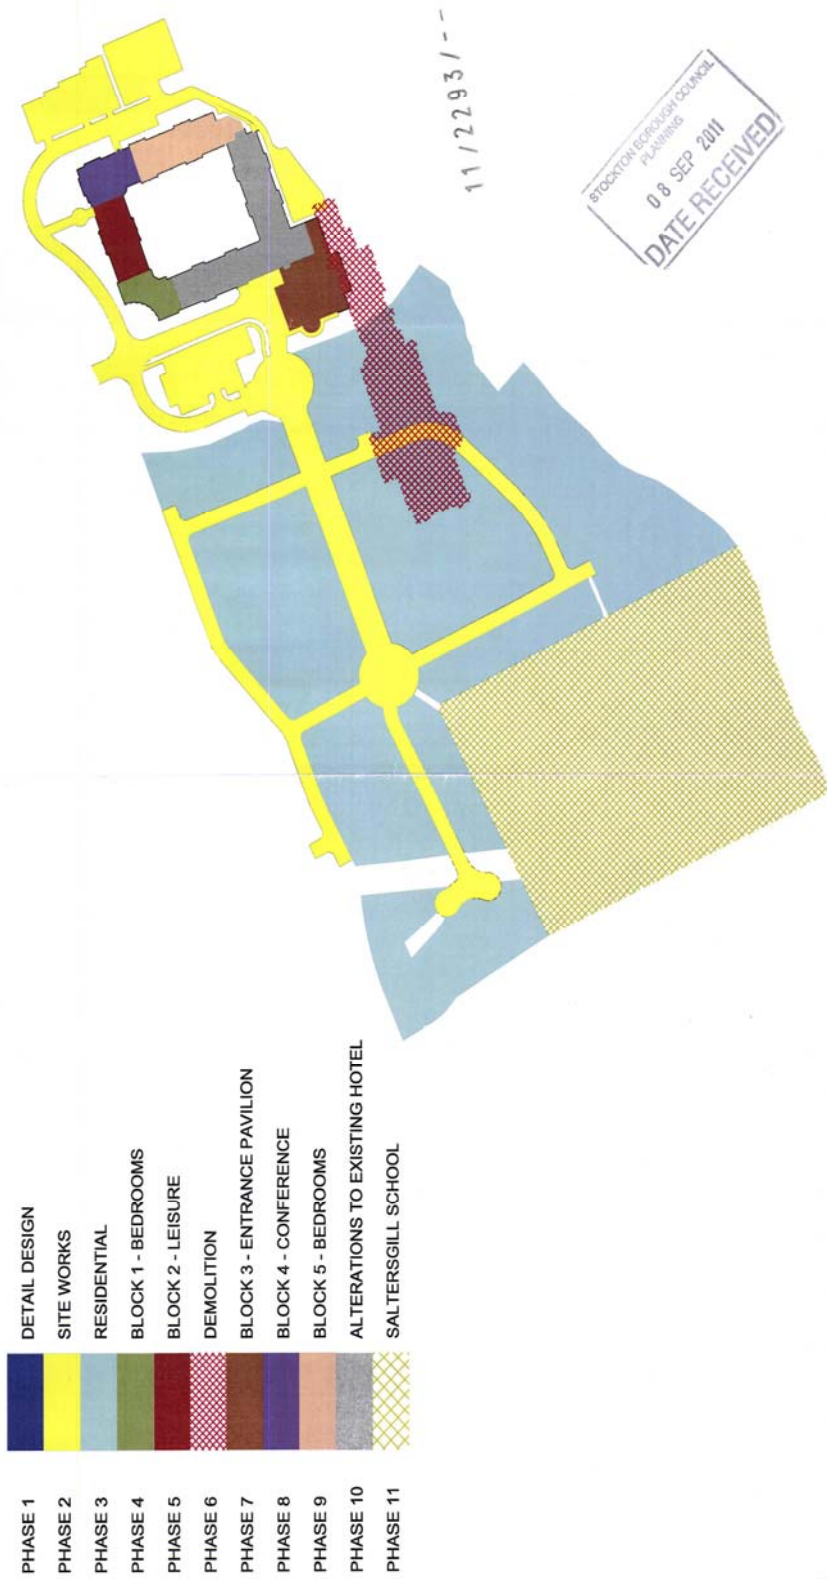 11/2293/--
STOCKTON BOROUGH COUNCIL
PLANNING
08 SEP 2011
DATE RECEIVED
PHASE 1 DETAIL DESIGN
PHASE 2 SITE WORKS
PHASE 3 RESIDENTIAL
PHASE 4 BLOCK 1 - BEDROOMS
PHASE 5 BLOCK 2 - LEISURE
PHASE 6 DEMOLITION
PHASE 7 BLOCK 3 - ENTRANCE PAVILION
PHASE 8 BLOCK 4 - CONFERENCE
PHASE 9 BLOCK 5 - BEDROOMS
PHASE 10 ALTERATIONS TO EXISTING HOTEL
PHASE 11 SALTERSGILL SCHOOL